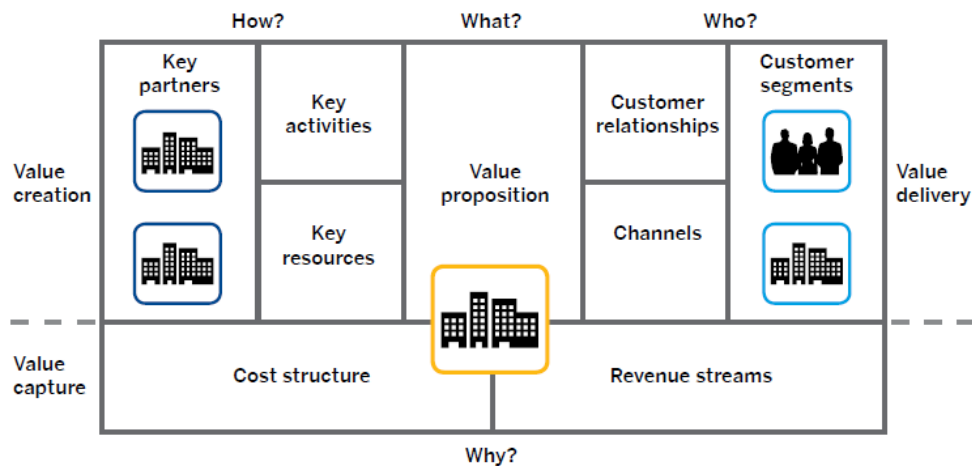 How?
What?
Who?
Key
partners
Key
activities
Key
resources
Value
proposition
Customer
relationships
Channels
Customer
segments
Value
creation
Value
delivery
Value
capture
Cost structure
Revenue streams
Why?